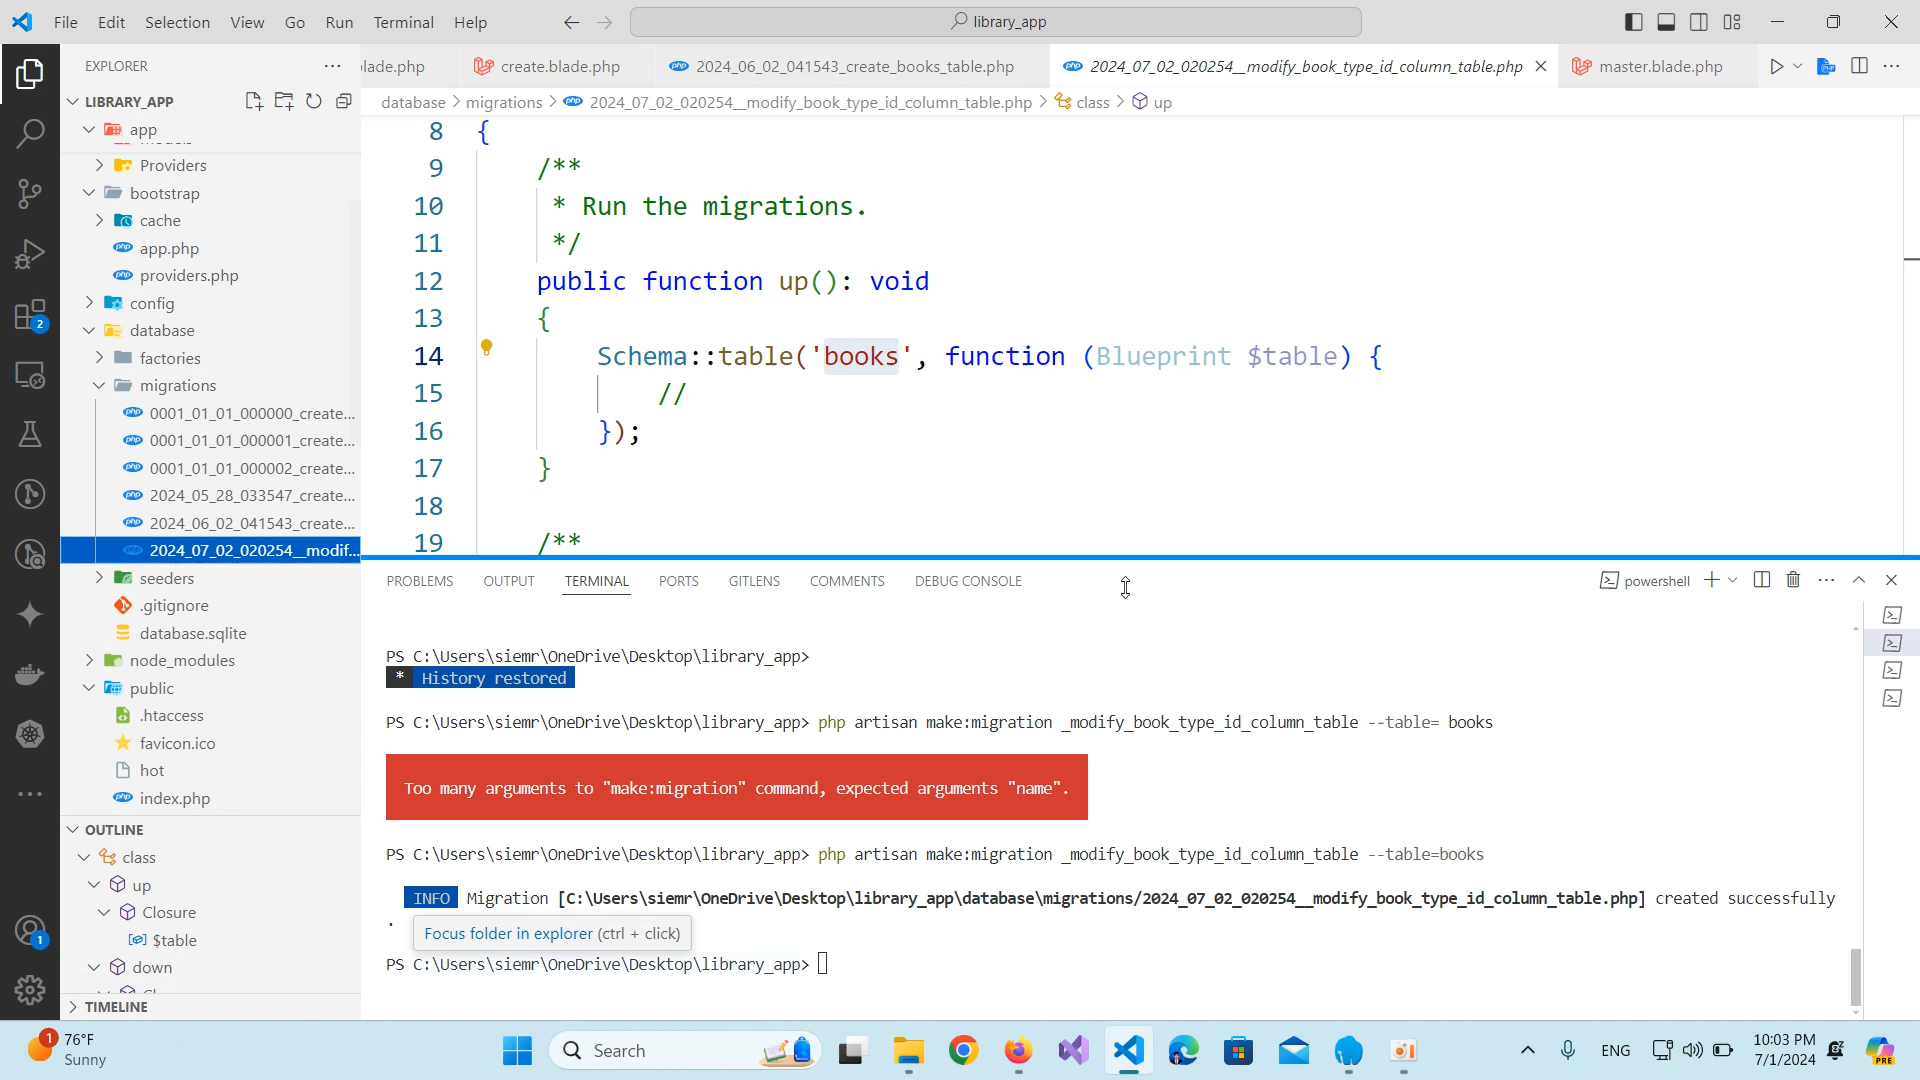 File Edit Selection View Go Run Terminal Help
library_app
EXPLORER
lade.php
create.blade.php
2024_06_02_041543_create_books_table.php
2024_07_02_020254__modify_book_type_id_column_table.php
master.blade.php
LIBRARY_APP
database > migrations > 2024_07_02_020254__modify_book_type_id_column_table.php > class > up
app
Providers
bootstrap
cache
app.php
providers.php
config
database
factories
migrations
0001_01_01_000000_create...
0001_01_01_000001_create...
0001_01_01_000002_create...
2024_05_28_033547_create...
2024_06_02_041543_create...
2024_07_02_020254__modif...
seeders
.gitignore
database.sqlite
node_modules
public
.htaccess
favicon.ico
hot
index.php
OUTLINE
class
up
Closure
$table
down
TIMELINE
8 {
9 /**
10 * Run the migrations.
11 */
12 public function up(): void
13 {
14 Schema::table('books', function (Blueprint $table) {
15 //
16 });
17 }
18
19 /**
PROBLEMS OUTPUT TERMINAL PORTS GITLENS COMMENTS DEBUG CONSOLE
powershell
PS C:\Users\siemr\OneDrive\Desktop\library_app>
* History restored
PS C:\Users\siemr\OneDrive\Desktop\library_app> php artisan make:migration _modify_book_type_id_column_table --table= books
Too many arguments to "make:migration" command, expected arguments "name".
PS C:\Users\siemr\OneDrive\Desktop\library_app> php artisan make:migration _modify_book_type_id_column_table --table=books
INFO Migration [C:\Users\siemr\OneDrive\Desktop\library_app\database\migrations/2024_07_02_020254__modify_book_type_id_column_table.php] created successfully
.
Focus folder in explorer (ctrl + click)
PS C:\Users\siemr\OneDrive\Desktop\library_app>
2
1
1
76°F
Sunny
Search
ENG
10:03 PM
7/1/2024
PRE